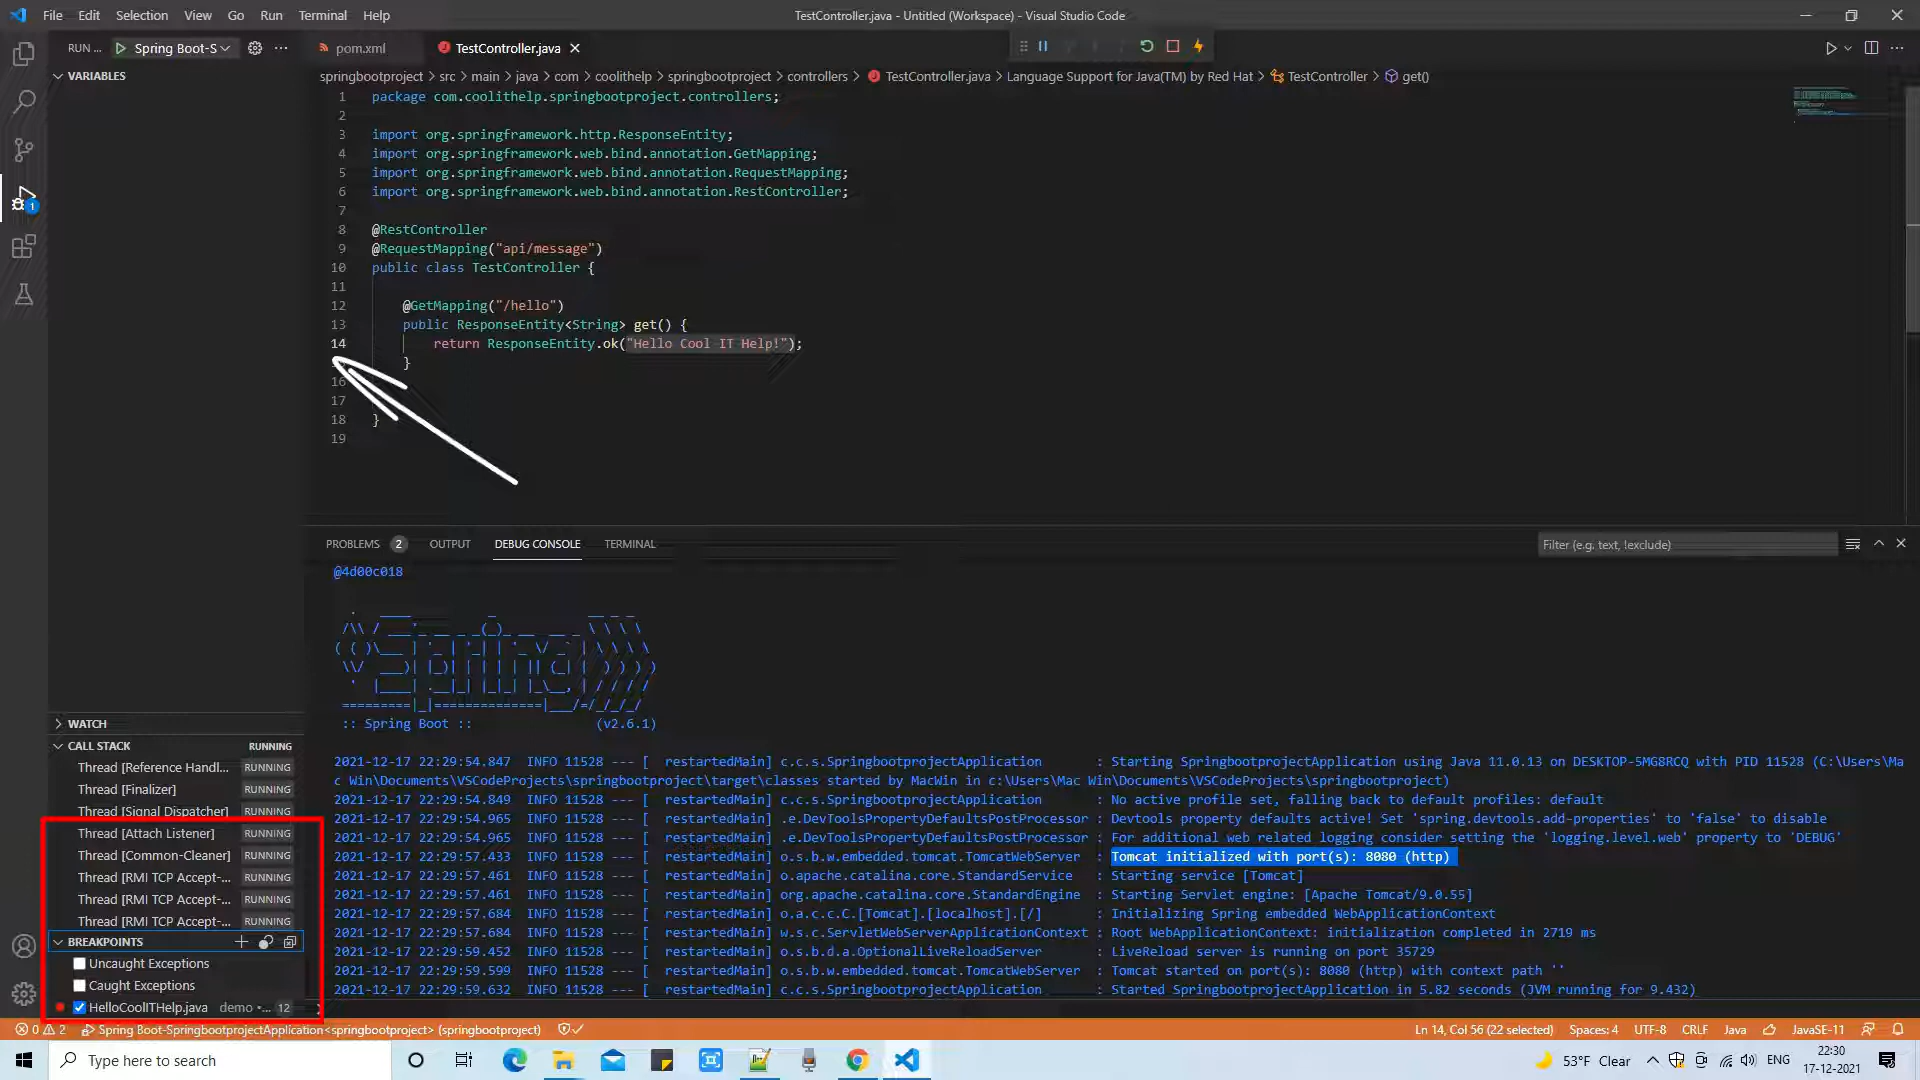 File Edit Selection View Go Run Terminal Help
TestController.java - Untitled (Workspace) - Visual Studio Code
RUN ... Spring Boot-S ...
pom.xml TestController.java
VARIABLES
springbootproject > src > main > java > com > coolithelp > springbootproject > controllers > TestController.java > Language Support for Java(TM) by Red Hat > TestController > get()
1 package com.coolithelp.springbootproject.controllers;
2
3 import org.springframework.http.ResponseEntity;
4 import org.springframework.web.bind.annotation.GetMapping;
5 import org.springframework.web.bind.annotation.RequestMapping;
6 import org.springframework.web.bind.annotation.RestController;
7
8 @RestController
9 @RequestMapping("api/message")
10 public class TestController {
11
12 @GetMapping("/hello")
13 public ResponseEntity<String> get() {
14 return ResponseEntity.ok("Hello Cool IT Help!");
}
16
17
18 }
19
PROBLEMS 2 OUTPUT DEBUG CONSOLE TERMINAL
Filter (e.g. text, !exclude)
@4d00c018
:: Spring Boot :: (v2.6.1)
2021-12-17 22:29:54.847 INFO 11528 --- [ restartedMain] c.c.s.SpringbootprojectApplication : Starting SpringbootprojectApplication using Java 11.0.13 on DESKTOP-5MG8RCQ with PID 11528 (C:\Users\Ma
c Win\Documents\VSCodeProjects\springbootproject\target\classes started by MacWin in c:\Users\Mac Win\Documents\VSCodeProjects\springbootproject)
2021-12-17 22:29:54.849 INFO 11528 --- [ restartedMain] c.c.s.SpringbootprojectApplication : No active profile set, falling back to default profiles: default
2021-12-17 22:29:54.965 INFO 11528 --- [ restartedMain] .e.DevToolsPropertyDefaultsPostProcessor : Devtools property defaults active! Set 'spring.devtools.add-properties' to 'false' to disable
2021-12-17 22:29:54.965 INFO 11528 --- [ restartedMain] .e.DevToolsPropertyDefaultsPostProcessor : For additional web related logging consider setting the 'logging.level.web' property to 'DEBUG'
2021-12-17 22:29:57.433 INFO 11528 --- [ restartedMain] o.s.b.w.embedded.tomcat.TomcatWebServer : Tomcat initialized with port(s): 8080 (http)
2021-12-17 22:29:57.461 INFO 11528 --- [ restartedMain] o.apache.catalina.core.StandardService : Starting service [Tomcat]
2021-12-17 22:29:57.461 INFO 11528 --- [ restartedMain] org.apache.catalina.core.StandardEngine : Starting Servlet engine: [Apache Tomcat/9.0.55]
2021-12-17 22:29:57.684 INFO 11528 --- [ restartedMain] o.a.c.c.C.[Tomcat].[localhost].[/] : Initializing Spring embedded WebApplicationContext
2021-12-17 22:29:57.684 INFO 11528 --- [ restartedMain] w.s.c.ServletWebServerApplicationContext : Root WebApplicationContext: initialization completed in 2719 ms
2021-12-17 22:29:59.452 INFO 11528 --- [ restartedMain] o.s.b.d.a.OptionalLiveReloadServer : LiveReload server is running on port 35729
2021-12-17 22:29:59.599 INFO 11528 --- [ restartedMain] o.s.b.w.embedded.tomcat.TomcatWebServer : Tomcat started on port(s): 8080 (http) with context path ''
2021-12-17 22:29:59.632 INFO 11528 --- [ restartedMain] c.c.s.SpringbootprojectApplication : Started SpringbootprojectApplication in 5.82 seconds (JVM running for 9.432)
WATCH
CALL STACK RUNNING
Thread [Reference Handl... RUNNING
Thread [Finalizer] RUNNING
Thread [Signal Dispatcher] RUNNING
Thread [Attach Listener] RUNNING
Thread [Common-Cleaner] RUNNING
Thread [RMI TCP Accept-... RUNNING
Thread [RMI TCP Accept-... RUNNING
Thread [RMI TCP Accept-... RUNNING
BREAKPOINTS
Uncaught Exceptions
Caught Exceptions
HelloCoolITHelp.java demo •... 12
1
0 2 Spring Boot-SpringbootprojectApplication<springbootproject> (springbootproject)
Ln 14, Col 56 (22 selected) Spaces: 4 UTF-8 CRLF Java JavaSE-11
Type here to search
53°F Clear ENG 22:30
17-12-2021